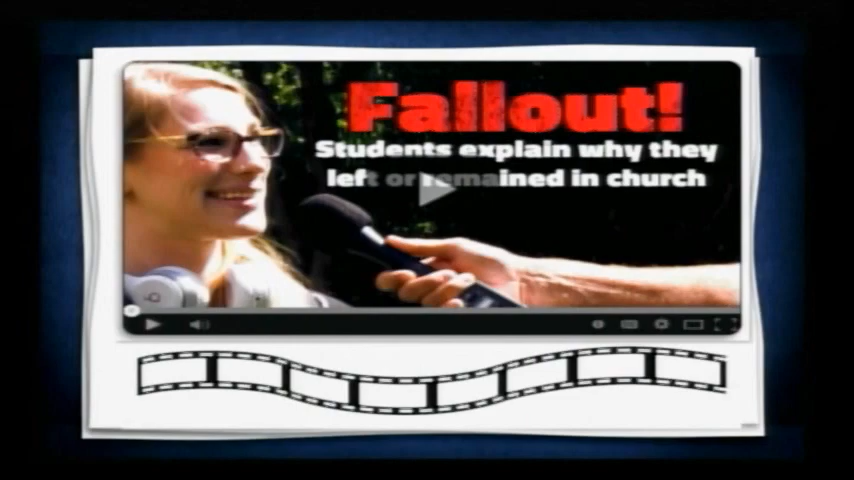 Fallout!
Students explain why they
left or remained in church